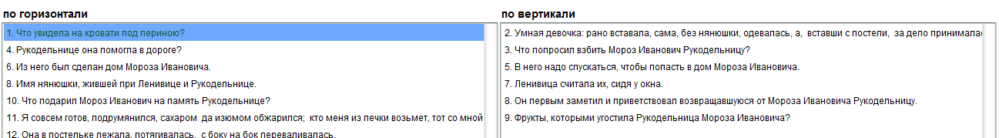 по горизонтали
1. Что увидела на кровати под периною?
4. Рукодельнице она помогла в дороге?
6. Из него был сделан дом Мороза Ивановича.
8. Имя нянюшки, жившей при Ленивице и Рукодельнице.
10. Что подарил Мороз Иванович на память Рукодельнице?
11. Я совсем готов, подрумянился, сахаром да изюмом обжарился; кто меня из печки возьмет, тот со мной
12. Она в постельке лежала, потягивалась, с боку на бок переваливалась.
по вертикали
2. Умная девочка: рано вставала, сама, без нянюшки, одевалась, а, вставши с постели, за дело принимала
3. Что попросил взбить Мороз Иванович Рукодельницу?
5. В него надо спускаться, чтобы попасть в дом Мороза Ивановича.
7. Ленивица считала их, сидя у окна.
8. Он первым заметил и приветствовал возвращавшуюся от Мороза Ивановича Рукодельницу.
9. Фрукты, которыми угостила Рукодельница Мороза Ивановича?